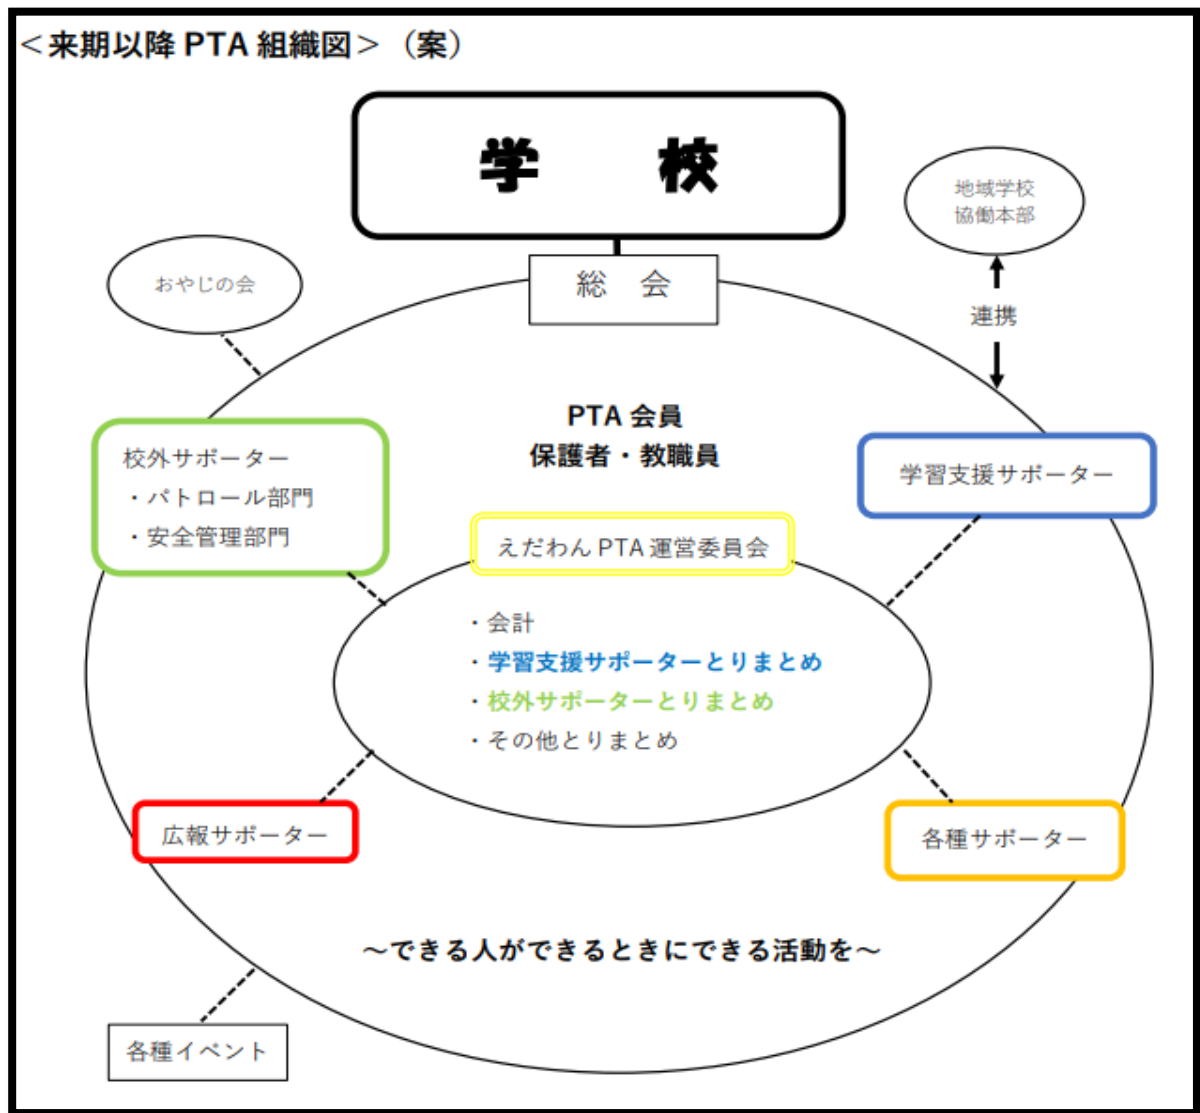 ＜来期以降 PTA 組織図＞（案）
学　校
地域学校
協働本部
おやじの会
総　会
連携
PTA 会員
保護者・教職員
校外サポーター
・パトロール部門
・安全管理部門
学習支援サポーター
えだわん PTA 運営委員会
・会計
・学習支援サポーターとりまとめ
・校外サポーターとりまとめ
・その他とりまとめ
広報サポーター
各種サポーター
～できる人ができるときにできる活動を～
各種イベント